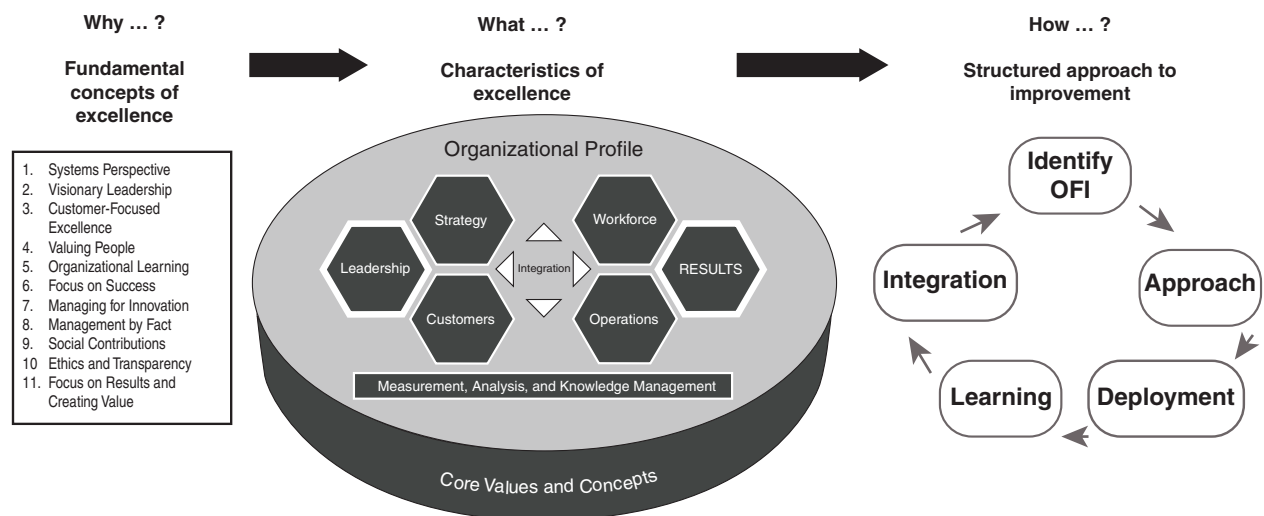 Why … ?
Fundamental
concepts of
excellence
1. Systems Perspective
2. Visionary Leadership
3. Customer-Focused
Excellence
4. Valuing People
5. Organizational Learning
6. Focus on Success
7. Managing for Innovation
8. Management by Fact
9. Social Contributions
10 Ethics and Transparency
11. Focus on Results and
Creating Value
What … ?
Characteristics of
excellence
Organizational Profile
Strategy
Workforce
Leadership
Integration
RESULTS
Customers
Operations
Measurement, Analysis, and Knowledge Management
Core Values and Concepts
How … ?
Structured approach to
improvement
Identify
OFI
Approach
Deployment
Learning
Integration